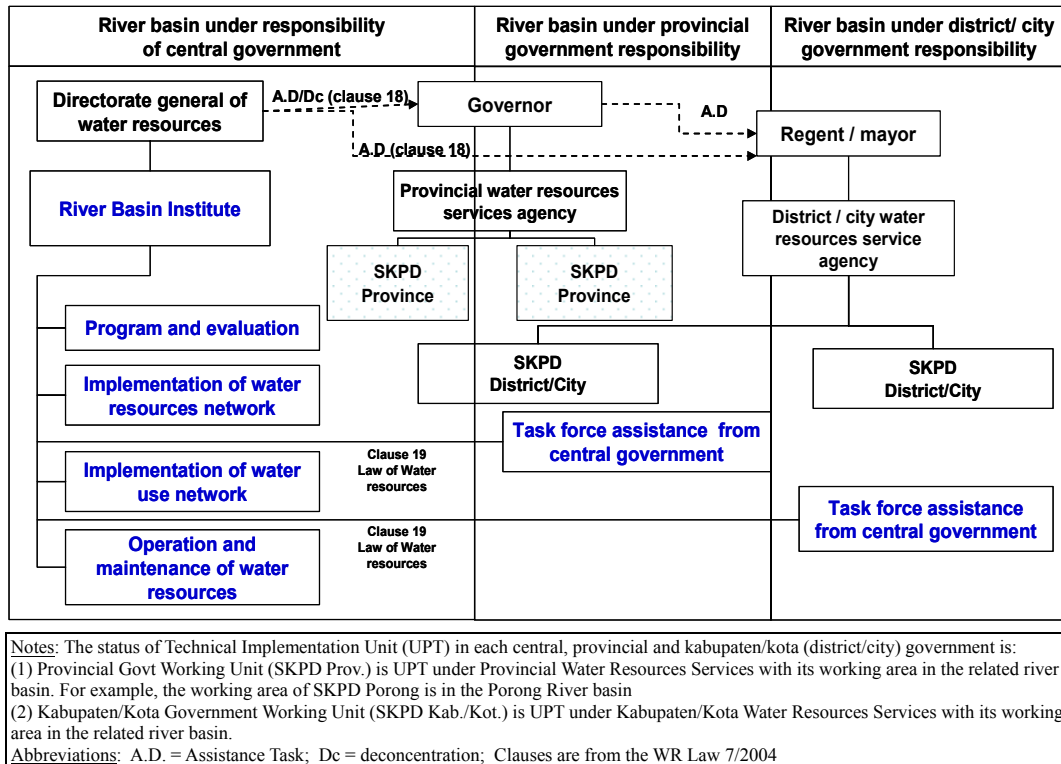 River basin under responsibility
of central government
River basin under provincial
government responsibility
River basin under district/ city
government responsibility
Directorate general of
water resources
A.D/Dc (clause 18)
Governor
A.D
A.D (clause 18)
Regent / mayor
River Basin Institute
Provincial water resources
services agency
District / city water
resources service
agency
SKPD
Province
SKPD
Province
Program and evaluation
SKPD
District/City
SKPD
District/City
Implementation of water
resources network
Task force assistance from
central government
Clause 19
Law of Water
resources
Implementation of water
use network
Task force assistance
from central government
Clause 19
Law of Water
resources
Operation and
maintenance of water
resources
Notes: The status of Technical Implementation Unit (UPT) in each central, provincial and kabupaten/kota (district/city) government is:
(1) Provincial Govt Working Unit (SKPD Prov.) is UPT under Provincial Water Resources Services with its working area in the related river
basin. For example, the working area of SKPD Porong is in the Porong River basin
(2) Kabupaten/Kota Government Working Unit (SKPD Kab./Kot.) is UPT under Kabupaten/Kota Water Resources Services with its working
area in the related river basin.
Abbreviations: A.D. = Assistance Task; Dc = deconcentration; Clauses are from the WR Law 7/2004